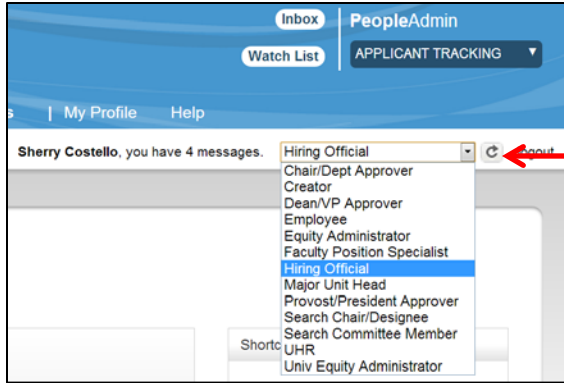 Inbox PeopleAdmin
Watch List APPLICANT TRACKING
s | My Profile Help
Sherry Costello, you have 4 messages. Hiring Official ogout
Chair/Dept Approver
Creator
Dean/VP Approver
Employee
Equity Administrator
Faculty Position Specialist
Hiring Official
Major Unit Head
Provost/President Approver
Search Chair/Designee
Search Committee Member
Shortc UHR
Univ Equity Administrator